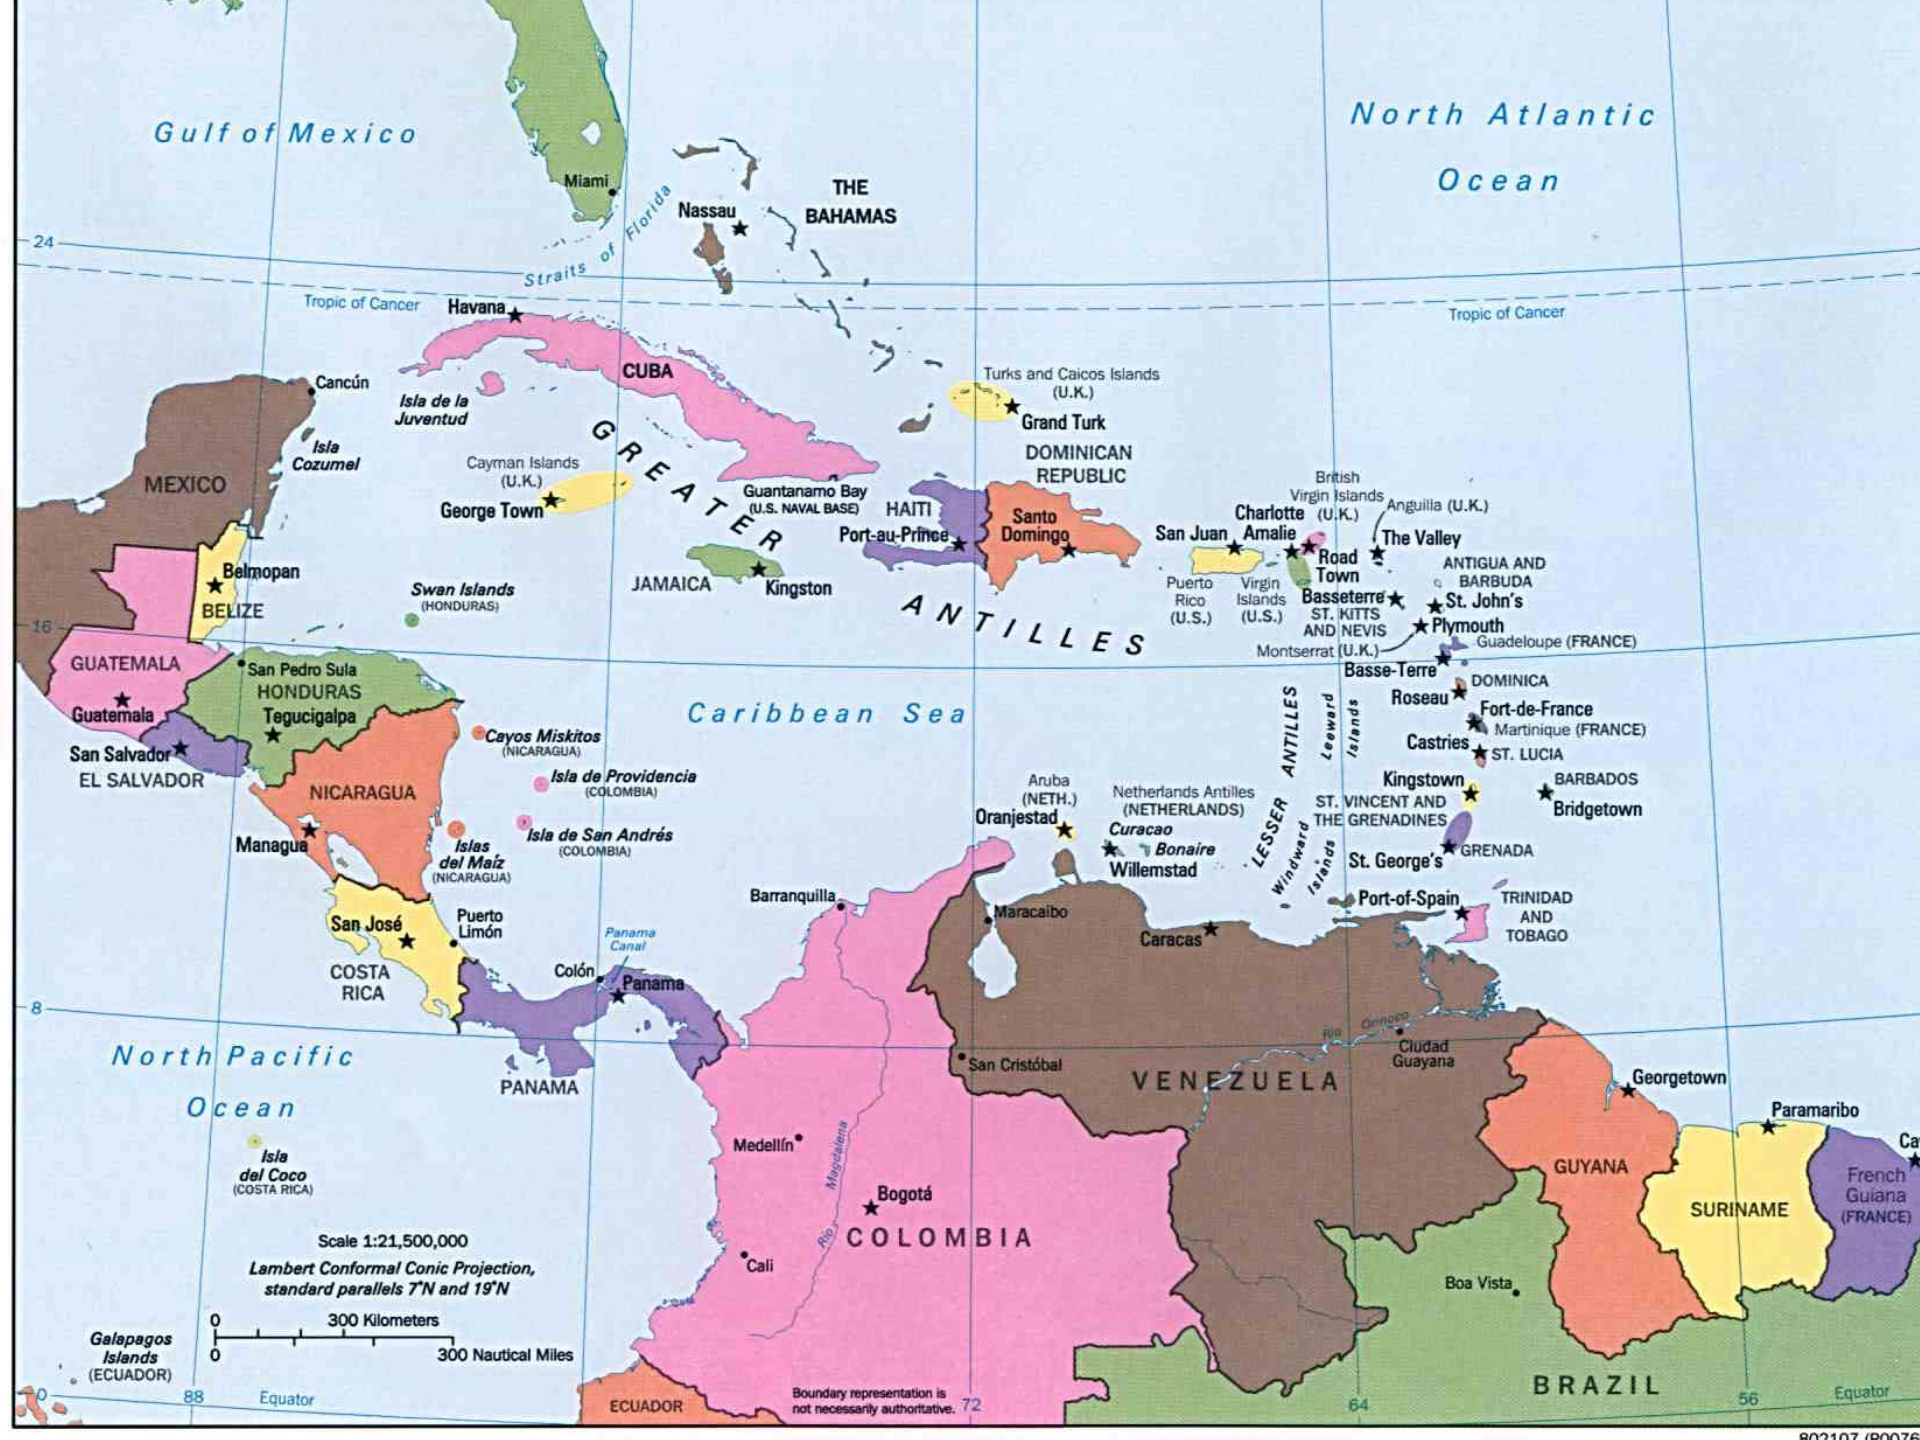 Gulf of Mexico
North Atlantic
Ocean
Miami
Nassau
THE
BAHAMAS
24
Straits of Florida
Tropic of Cancer
Havana
Tropic of Cancer
Cancún
CUBA
Isla de la
Juventud
Turks and Caicos Islands
(U.K.)
Grand Turk
Isla
Cozumel
GREATER
ANTILLES
DOMINICAN
REPUBLIC
MEXICO
Cayman Islands
(U.K.)
George Town
Guantanamo Bay
(U.S. NAVAL BASE)
HAITI
Port-au-Prince
Santo
Domingo
San Juan
Charlotte
Amalie
British
Virgin Islands
(U.K.)
Anguilla (U.K.)
The Valley
Road
Town
Puerto
Rico
(U.S.)
Virgin
Islands
(U.S.)
ANTIGUA AND
BARBUDA
St. John's
Basseterre
ST. KITTS
AND NEVIS
Plymouth
Montserrat (U.K.)
Guadeloupe (FRANCE)
Basse-Terre
JAMAICA
Kingston
Belmopan
BELIZE
Swan Islands
(HONDURAS)
16
GUATEMALA
Guatemala
San Pedro Sula
HONDURAS
Tegucigalpa
San Salvador
EL SALVADOR
Caribbean Sea
DOMINICA
Roseau
Fort-de-France
Martinique (FRANCE)
Castries
ST. LUCIA
Kingstown
ST. VINCENT AND
THE GRENADINES
BARBADOS
Bridgetown
St. George's
GRENADA
LESSER ANTILLES
Leeward
Islands
Windward
Islands
Cayos Miskitos
(NICARAGUA)
Isla de Providencia
(COLOMBIA)
NICARAGUA
Managua
Isla de San Andrés
(COLOMBIA)
Islas
del Maíz
(NICARAGUA)
Aruba
(NETH.)
Oranjestad
Netherlands Antilles
(NETHERLANDS)
Curacao
Bonaire
Willemstad
Port-of-Spain
TRINIDAD
AND
TOBAGO
Barranquilla
Maracaibo
Caracas
San José
Puerto
Limón
COSTA
RICA
Panama
Canal
Colón
Panama
PANAMA
8
North Pacific
Ocean
San Cristóbal
VENEZUELA
Rio Orinoco
Ciudad
Guayana
Georgetown
Paramaribo
Ca
Medellín
Rio Magdalena
Bogotá
COLOMBIA
Cali
GUYANA
SURINAME
French
Guiana
(FRANCE)
Isla
del Coco
(COSTA RICA)
Scale 1:21,500,000
Lambert Conformal Conic Projection,
standard parallels 7°N and 19°N
0 300 Kilometers
0 300 Nautical Miles
Boa Vista
Galapagos
Islands
(ECUADOR)
BRAZIL
0
88
Equator
ECUADOR
Boundary representation is
not necessarily authoritative.
72
64
56
Equator
802107 (R0076